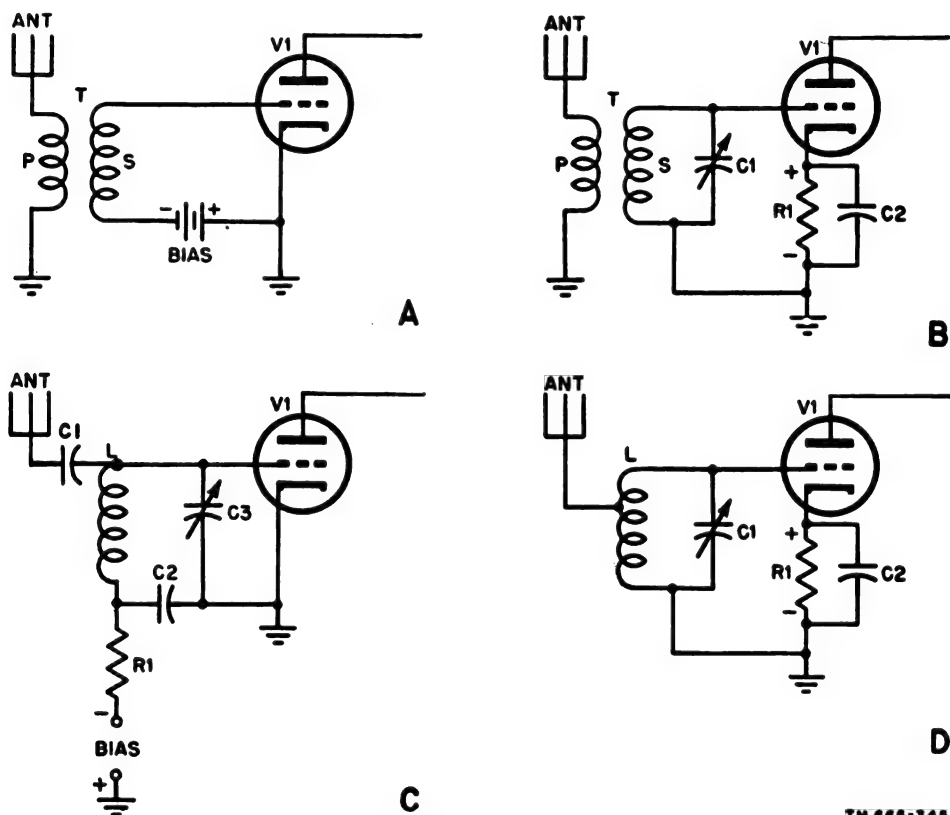 ANT
V1
T
P
S
- +
BIAS
A
ANT
V1
T
P
S
C1
+
R1
C2
-
B
ANT
C1
L
V1
C3
C2
R1
-
BIAS
+
C
ANT
L
V1
C1
+
R1
C2
-
D